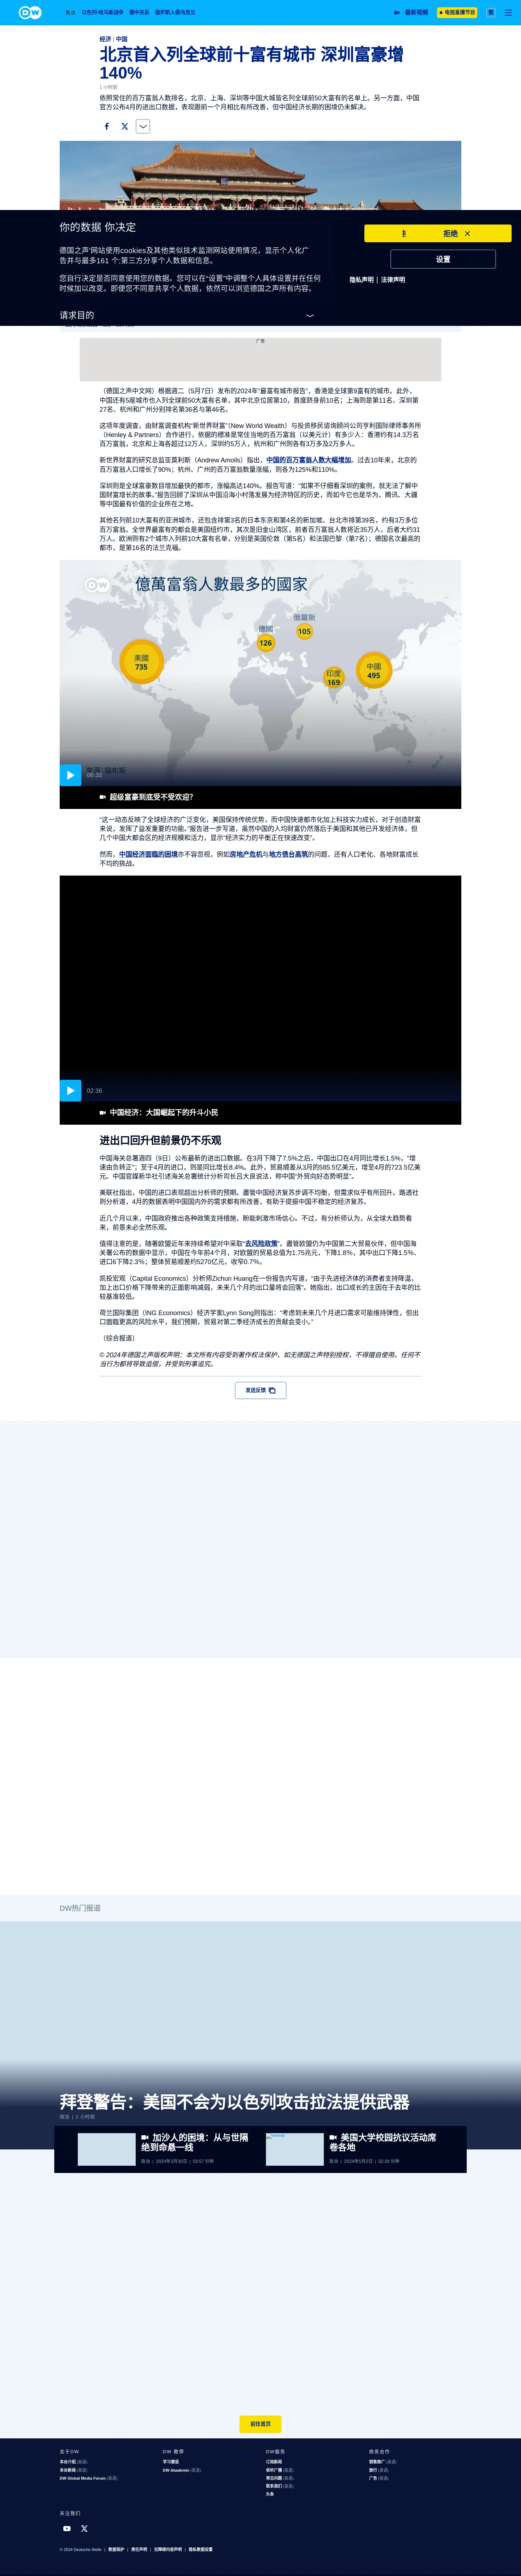 DW
焦点 以色列-哈马斯战争 德中关系 俄罗斯入侵乌克兰
最新视频
电视直播节目
繁
经济 | 中国
北京首入列全球前十富有城市 深圳富豪增140%
1 小时前
依照常住的百万富翁人数排名，北京、上海、深圳等中国大城皆名列全球前50大富有的名单上。另一方面，中国官方公布4月的进出口数据，表现跟前一个月相比有所改善，但中国经济长期的困境仍未解决。
你的数据 你决定
德国之声'网站使用cookies及其他类似技术监测网站使用情况，显示个人化广告并与最多161 个,第三方分享个人数据和信息。
您自行决定是否同意使用您的数据。您可以在"设置"中调整个人具体设置并在任何时候加以改变。即便您不同意共享个人数据，依然可以浏览德国之声所有内容。
请求目的
拒绝
设置
隐私声明 | 法律声明
广告
（德国之声中文网）根据週二（5月7日）发布的2024年“最富有城市报告”，香港是全球第9富有的城市。此外，中国还有5座城市也入列全球前50大富有名单，其中北京位居第10，首度跻身前10名；上海则是第11名、深圳第27名、杭州和广州分别排名第36名与第46名。
这项年度调查，由财富调查机构“新世界财富”（New World Wealth）与投资移民谘询顾问公司亨利国际律师事务所（Henley & Partners）合作进行，依据的標准是常住当地的百万富翁（以美元计）有多少人：香港约有14.3万名百万富翁，北京和上海各超过12万人，深圳约5万人，杭州和广州则各有3万多及2万多人。
新世界财富的研究总监亚莫利斯（Andrew Amoils）指出，中国的百万富翁人数大幅增加。过去10年来，北京的百万富翁人口增长了90%；杭州、广州的百万富翁数量涨幅，则各为125%和110%。
深圳则是全球富豪数目增加最快的都市，涨幅高达140%。报告写道：“如果不仔细看深圳的案例，就无法了解中国财富增长的故事。”报告回顾了深圳从中国沿海小村落发展为经济特区的历史，而如今它也是华为、腾讯、大疆等中国最有价值的企业所在之地。
其他名列前10大富有的亚洲城市，还包含排第3名的日本东京和第4名的新加坡。台北市排第39名，约有3万多位百万富翁。全世界最富有的都会是美国纽约市，其次是旧金山湾区，前者百万富翁人数将近35万人，后者大约31万人。欧洲则有2个城市入列前10大富有名单，分别是英国伦敦（第5名）和法国巴黎（第7名）；德国名次最高的都市，是第16名的法兰克福。
DW
億萬富翁人數最多的國家
美國
735
德國
126
俄羅斯
105
印度
169
中國
495
來源：福布斯
06:32
超级富豪到底受不受欢迎？
“这一动态反映了全球经济的广泛变化，美国保持传统优势，而中国快速都市化加上科技实力成长，对于创造财富来说，发挥了益发重要的功能。”报告进一步写道，虽然中国的人均财富仍然落后于美国和其他已开发经济体，但几个中国大都会区的经济规模和活力，显示“经济实力的平衡正在快速改变”。
然而，中国经济面臨的困境亦不容忽视，例如房地产危机与地方债台高筑的问题，还有人口老化、各地财富成长不均的挑战。
02:36
中国经济：大国崛起下的升斗小民
进出口回升但前景仍不乐观
中国海关总署週四（9日）公布最新的进出口数据。在3月下降了7.5%之后，中国出口在4月同比增长1.5%，“增速由负转正”；至于4月的进口，则是同比增长8.4%。此外，贸易顺差从3月的585.5亿美元，增至4月的723.5亿美元。中国官媒新华社引述海关总署统计分析司长吕大良说法，称中国“外贸向好态势明显”。
美联社指出，中国的进口表现超出分析师的预期。盡管中国经济复苏步调不均衡，但需求似乎有所回升。路透社则分析道，4月的数据表明中国国内外的需求都有所改善，有助于提振中国不稳定的经济复苏。
近几个月以来，中国政府推出各种政策支持措施，盼能刺激市场信心。不过，有分析师认为，从全球大趋势看来，前景未必全然乐观。
值得注意的是，随著欧盟近年来持续希望对中采取“去风险政策”，盡管欧盟仍为中国第二大贸易伙伴，但中国海关署公布的数据中显示，中国在今年前4个月，对欧盟的贸易总值为1.75兆元，下降1.8％，其中出口下降1.5％、进口6下降2.3％；整体贸易顺差约5270亿元，收窄0.7％。
凯投宏观（Capital Economics）分析师Zichun Huang在一份报告内写道，“由于先进经济体的消费者支持降温，加上出口价格下降带来的正面影响减弱，未来几个月的出口量将会回落”。她指出，出口成长的主因在于去年的比较基准较低。
荷兰国际集团（ING Economics）经济学家Lynn Song则指出：“考虑到未来几个月进口需求可能维持弹性，但出口面臨更高的风险水平，我们预期，贸易对第二季经济成长的贡献会变小。”
（综合报道）
© 2024年德国之声版权声明：本文所有内容受到著作权法保护，如无德国之声特别授权，不得擅自使用。任何不当行为都将导致追偿，并受到刑事追究。
发送反馈
DW热门报道
拜登警告：美国不会为以色列攻击拉法提供武器
政治 | 2 小时前
加沙人的困境：从与世隔绝到命悬一线
政治 | 2024年3月30日 | 03:57 分钟
美国大学校园抗议活动席卷各地
政治 | 2024年5月2日 | 02:28 分钟
前往首页
关于DW
本台介绍 (英语)
本台新闻 (英语)
DW Global Media Forum (英语)
DW 教學
学习德语
DW Akademie (英语)
DW服务
订阅新闻
收听广播 (英语)
常见问题 (英语)
联系我们 (英语)
头条
商务合作
销售推广 (英语)
旅行 (英语)
广告 (英语)
关注我们
© 2024 Deutsche Welle | 数据保护 | 责任声明 | 无障碍内容声明 | 隐私数据设置